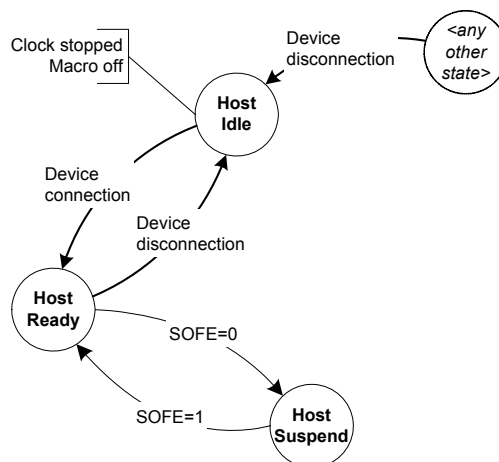 Clock stopped
Macro off
Device
disconnection
<any
other
state>
Host
Idle
Device
connection
Device
disconnection
Host
Ready
SOFE=0
SOFE=1
Host
Suspend